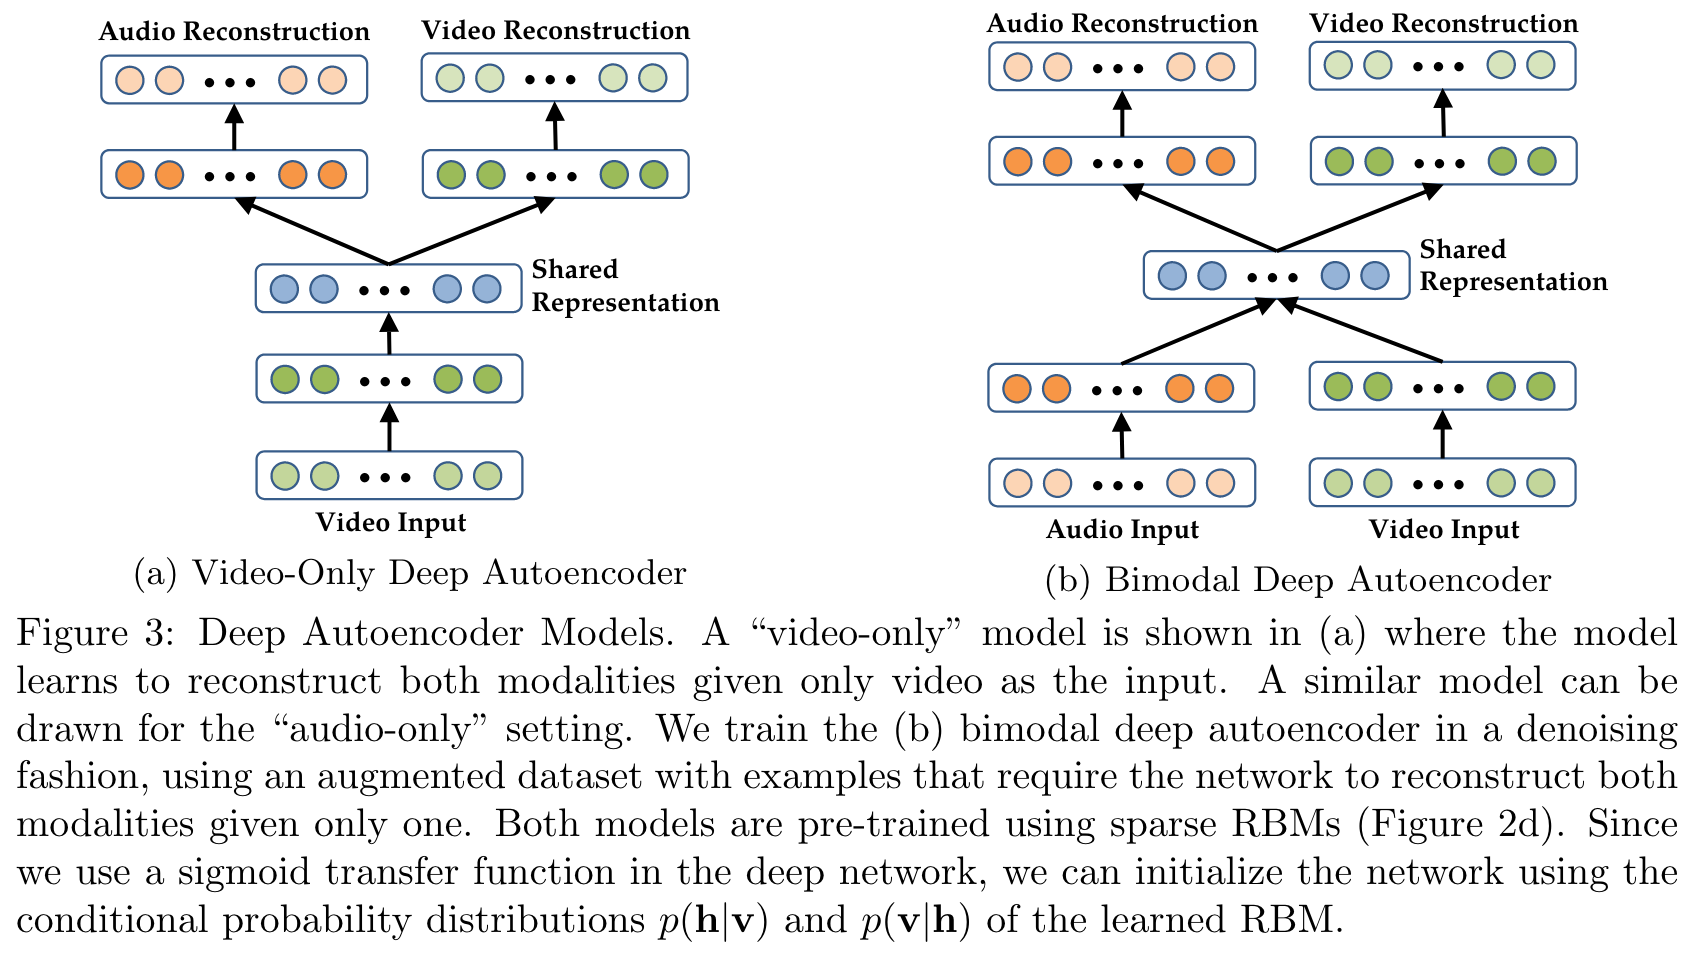 Audio Reconstruction
Video Reconstruction
Shared
Representation
Video Input
(a) Video-Only Deep Autoencoder
Audio Reconstruction
Video Reconstruction
Shared
Representation
Audio Input
Video Input
(b) Bimodal Deep Autoencoder
Figure 3: Deep Autoencoder Models. A “video-only” model is shown in (a) where the model
learns to reconstruct both modalities given only video as the input. A similar model can be
drawn for the “audio-only” setting. We train the (b) bimodal deep autoencoder in a denoising
fashion, using an augmented dataset with examples that require the network to reconstruct both
modalities given only one. Both models are pre-trained using sparse RBMs (Figure 2d). Since
we use a sigmoid transfer function in the deep network, we can initialize the network using the
conditional probability distributions p(h|v) and p(v|h) of the learned RBM.